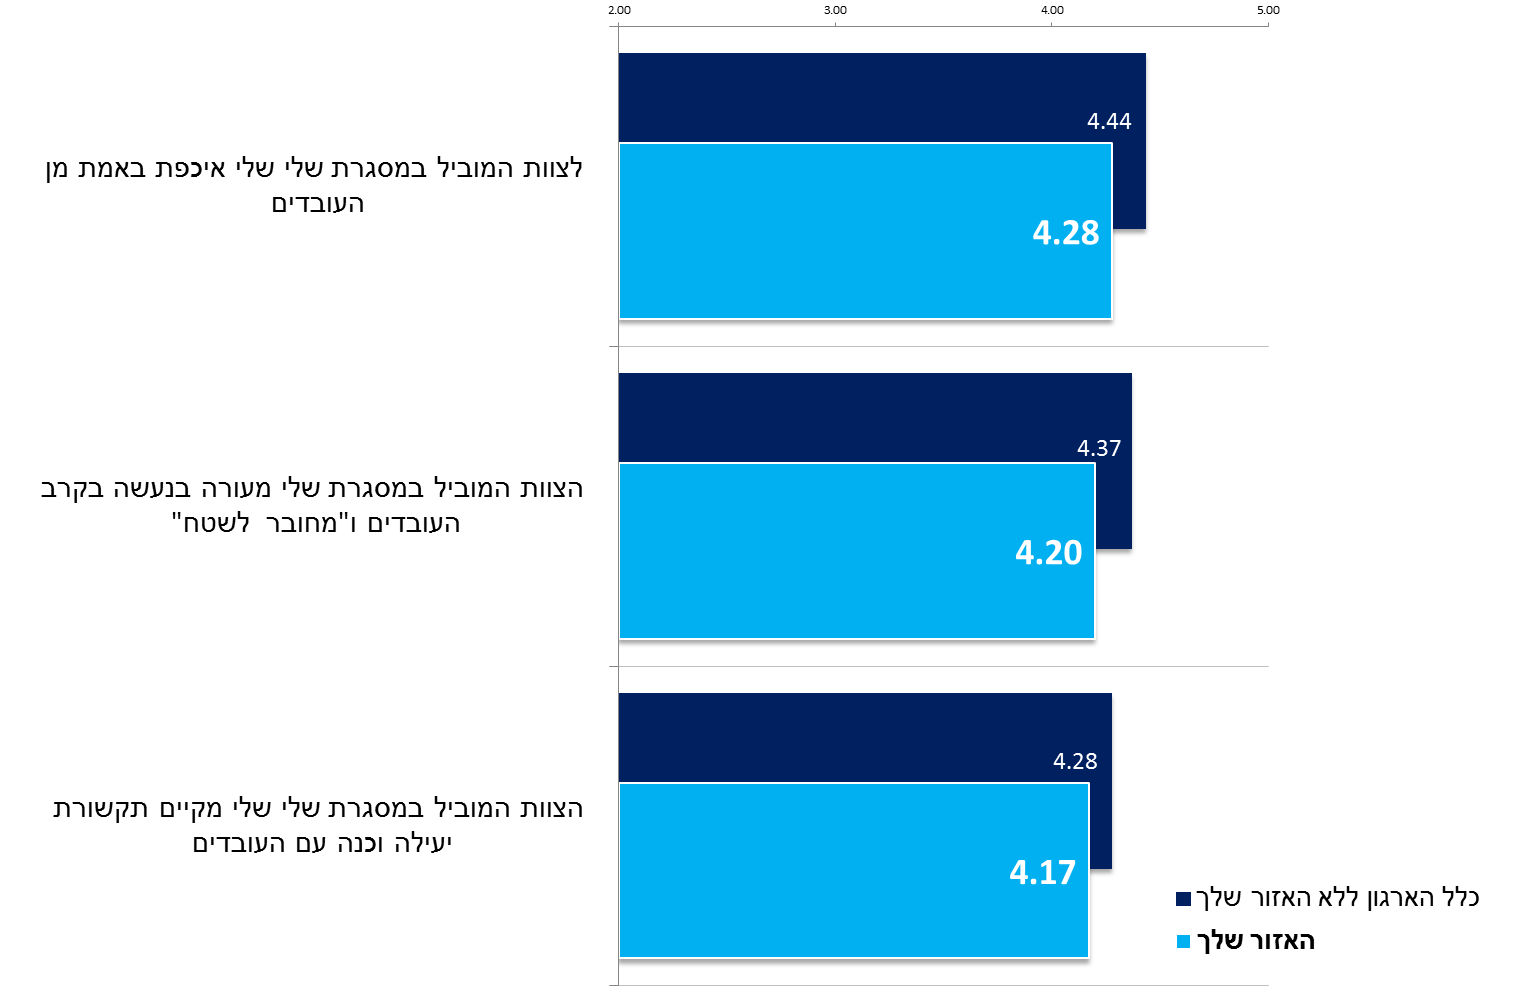 2.00 3.00 4.00 5.00
לצוות המוביל במסגרת שלי שלי איכפת באמת מן
העובדים
4.44
4.28
הצוות המוביל במסגרת שלי מעורה בנעשה בקרב
העובדים ו"מחובר לשטח"
4.37
4.20
הצוות המוביל במסגרת שלי שלי מקיים תקשורת
יעילה וכנה עם העובדים
4.28
4.17
כלל הארגון ללא האזור שלך
האזור שלך